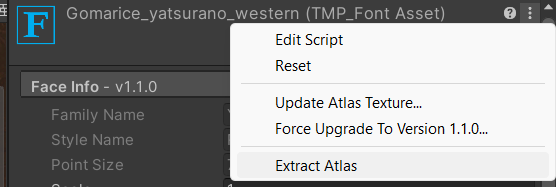 Gomarice_yatsurano_western (TMP_Font Asset)
Edit Script
Reset
Face Info - v1.1.0
Update Atlas Texture...
Family Name
Force Upgrade To Version 1.1.0...
Style Name
Point Size
Extract Atlas